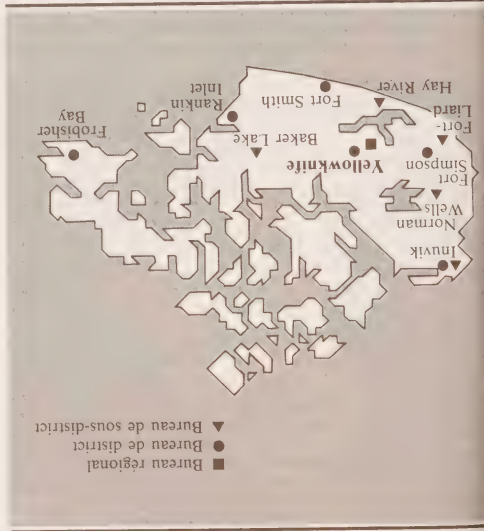 Bureau régional
Bureau de district
Bureau de sous-district
Inuvik
Norman
Wells
Fort
Simpson
Yellowknife
Baker Lake
Frobisher
Bay
Fort-
Liard
Hay River
Fort Smith
Rankin
Inlet